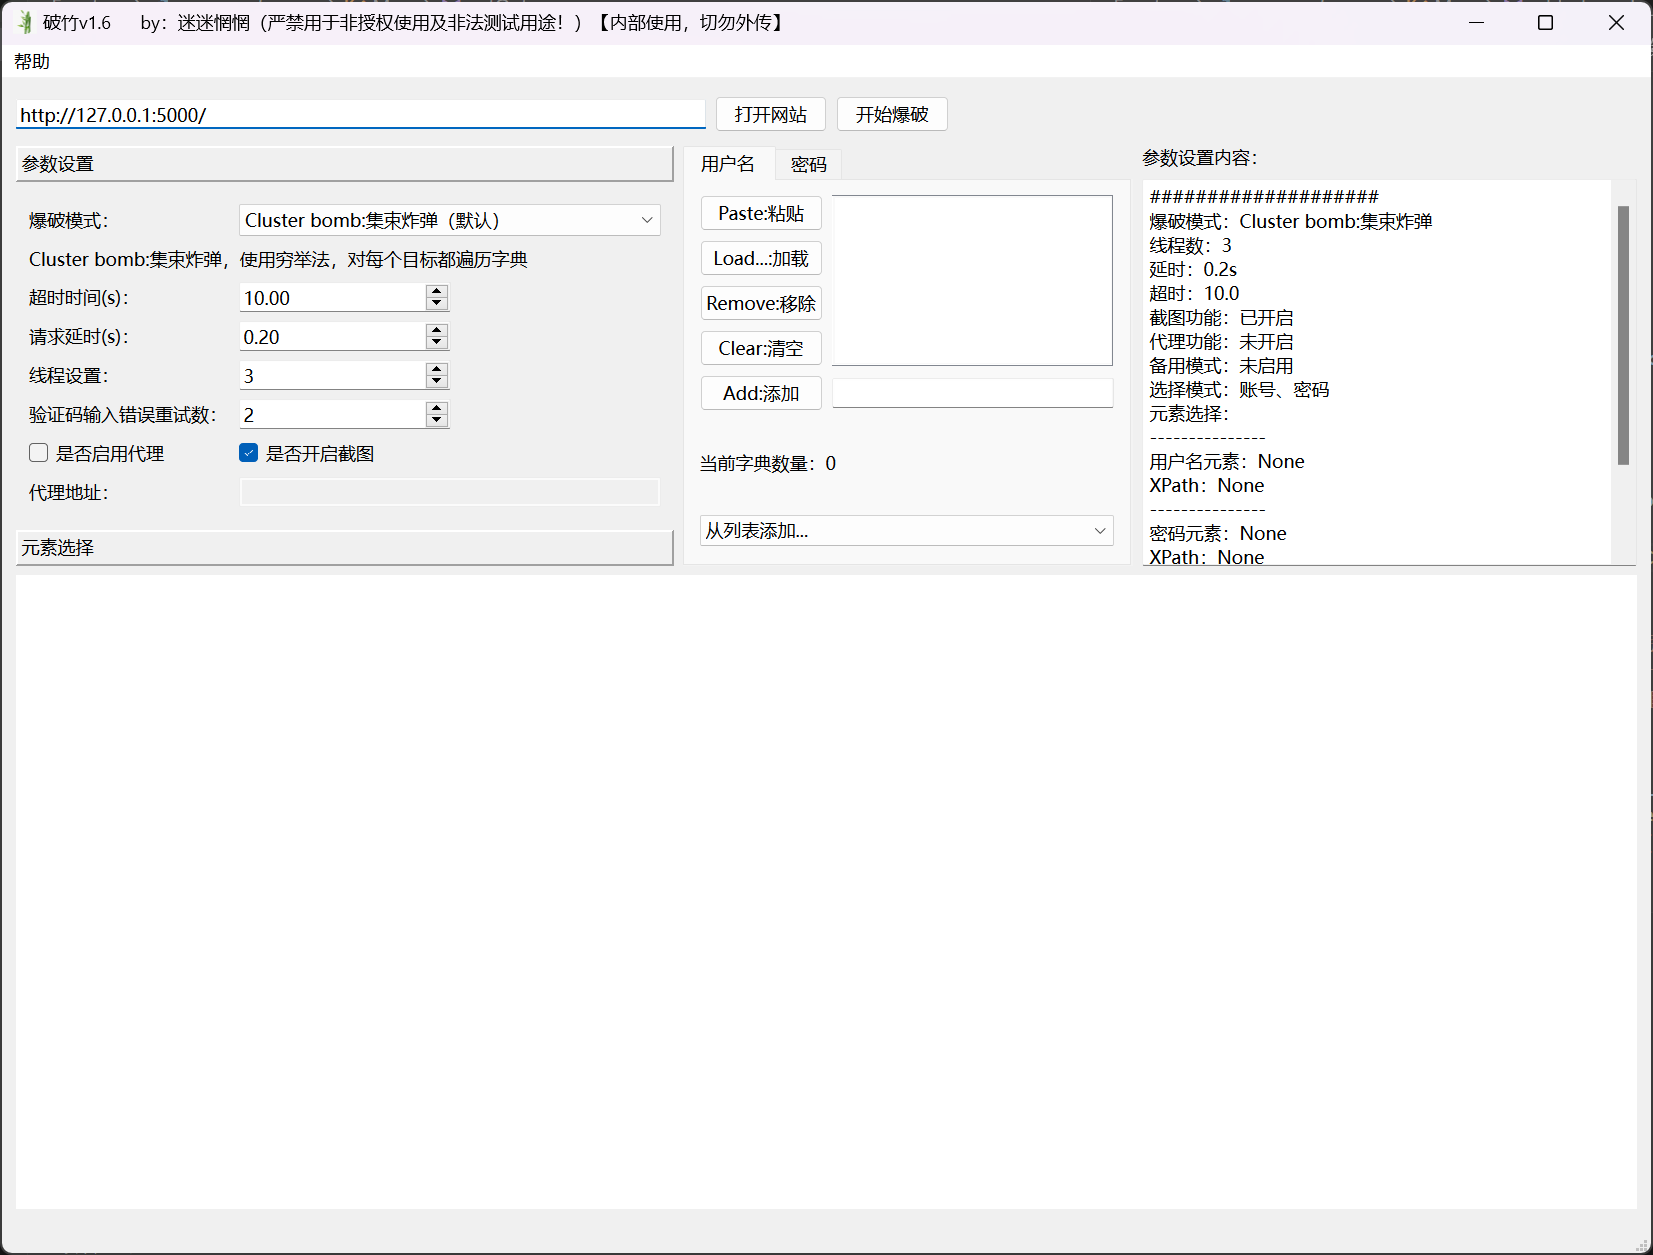 破竹v1.6 by：迷迷惘惘（严禁用于非授权使用及非法测试用途！）【内部使用，切勿外传】
帮助
http://127.0.0.1:5000/
打开网站
开始爆破
参数设置
爆破模式：
Cluster bomb:集束炸弹（默认）
Cluster bomb:集束炸弹，使用穷举法，对每个目标都遍历字典
超时时间(s)：
10.00
请求延时(s)：
0.20
线程设置：
3
验证码输入错误重试数：
2
是否启用代理
是否开启截图
代理地址：
元素选择
用户名
密码
Paste:粘贴
Load...:加载
Remove:移除
Clear:清空
Add:添加
当前字典数量：0
从列表添加...
参数设置内容：
####################
爆破模式：Cluster bomb:集束炸弹
线程数：3
延时：0.2s
超时：10.0
截图功能：已开启
代理功能：未开启
备用模式：未启用
选择模式：账号、密码
元素选择：
---------------
用户名元素：None
XPath：None
---------------
密码元素：None
XPath：None